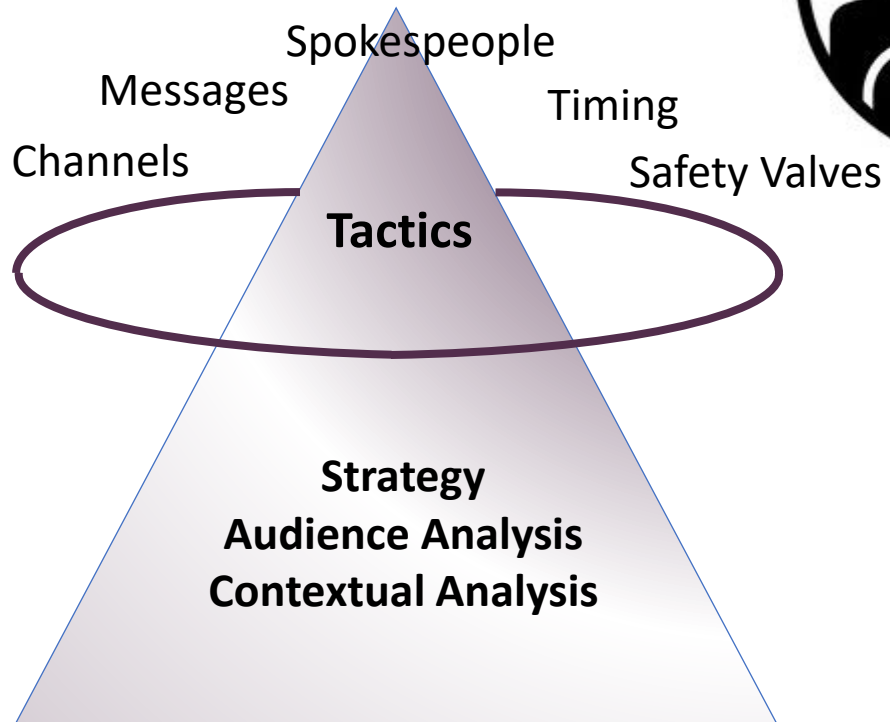 Spokespeople
Messages
Timing
Channels
Safety Valves
Tactics
Strategy
Audience Analysis
Contextual Analysis